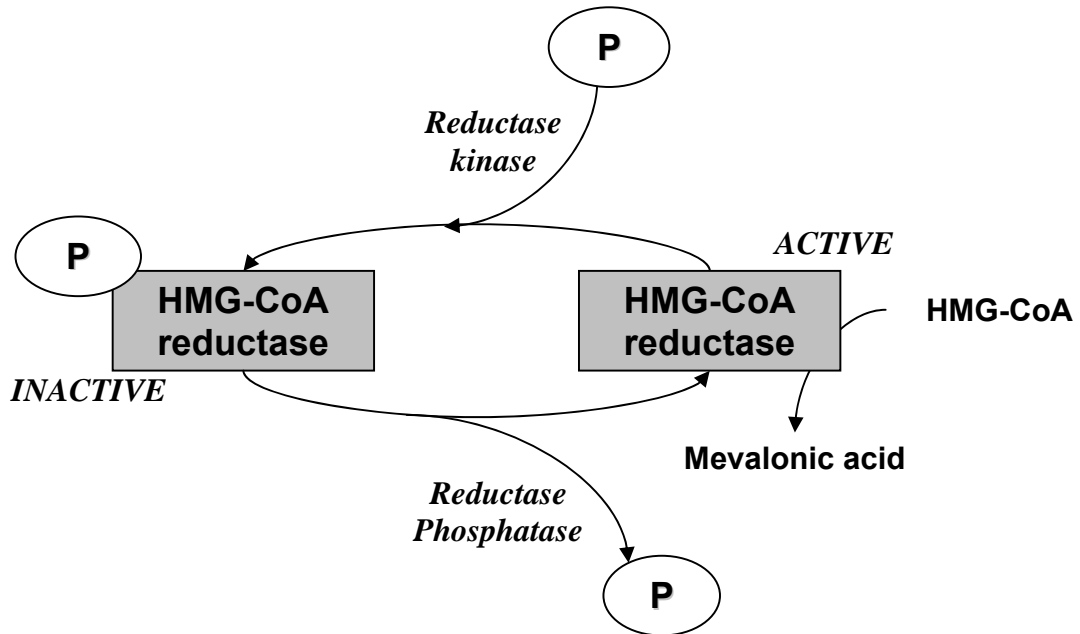 P
Reductase
kinase
ACTIVE
P
HMG-CoA
reductase
INACTIVE
HMG-CoA
reductase
HMG-CoA
Mevalonic acid
Reductase
Phosphatase
P